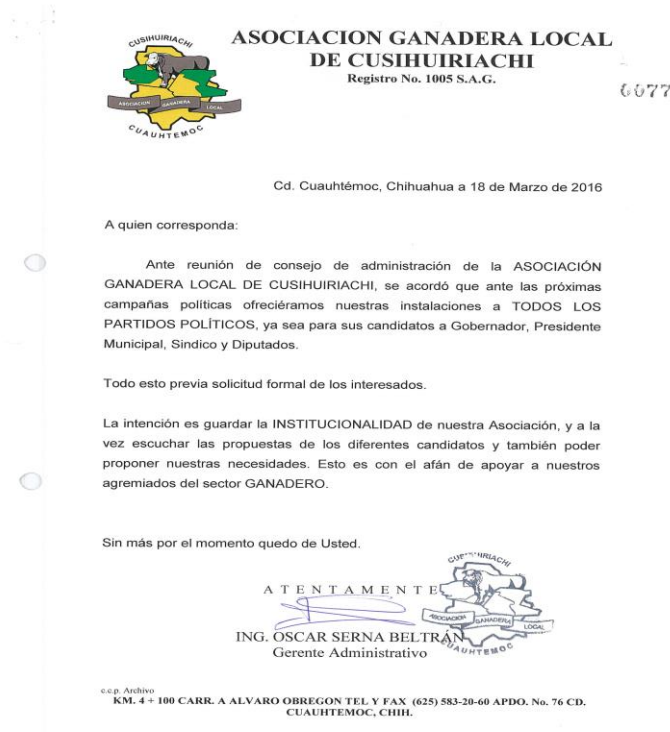 CUSIHUIRIACHI
ASOCIACION GANADERA LOCAL
CUAUHTEMOC
ASOCIACION GANADERA LOCAL
DE CUSIHUIRIACHI
Registro No. 1005 S.A.G.
0077
Cd. Cuauhtémoc, Chihuahua a 18 de Marzo de 2016
A quien corresponda:
Ante reunión de consejo de administración de la ASOCIACIÓN
GANADERA LOCAL DE CUSIHUIRIACHI, se acordó que ante las próximas
campañas políticas ofreciéramos nuestras instalaciones a TODOS LOS
PARTIDOS POLÍTICOS, ya sea para sus candidatos a Gobernador, Presidente
Municipal, Sindico y Diputados.
Todo esto previa solicitud formal de los interesados.
La intención es guardar la INSTITUCIONALIDAD de nuestra Asociación, y a la
vez escuchar las propuestas de los diferentes candidatos y también poder
proponer nuestras necesidades. Esto es con el afán de apoyar a nuestros
agremiados del sector GANADERO.
Sin más por el momento quedo de Usted.
A T E N T A M E N T E
ING. OSCAR SERNA BELTRÁN
Gerente Administrativo
ASOCIACION GANADERA LOCAL
CUAUHTEMOC
c.c.p. Archivo
KM. 4 + 100 CARR. A ALVARO OBREGON TEL Y FAX (625) 583-20-60 APDO. No. 76 CD.
CUAUHTEMOC, CHIH.